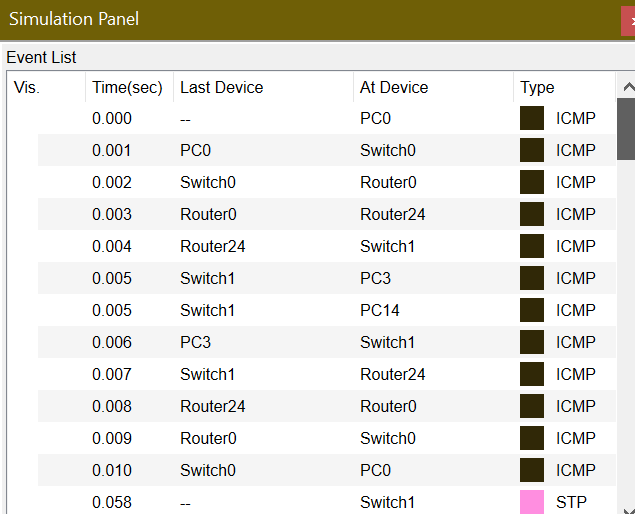 Simulation Panel
Event List
Vis. Time(sec) Last Device At Device Type
0.000 -- PC0 ICMP
0.001 PC0 Switch0 ICMP
0.002 Switch0 Router0 ICMP
0.003 Router0 Router24 ICMP
0.004 Router24 Switch1 ICMP
0.005 Switch1 PC3 ICMP
0.005 Switch1 PC14 ICMP
0.006 PC3 Switch1 ICMP
0.007 Switch1 Router24 ICMP
0.008 Router24 Router0 ICMP
0.009 Router0 Switch0 ICMP
0.010 Switch0 PC0 ICMP
0.058 -- Switch1 STP